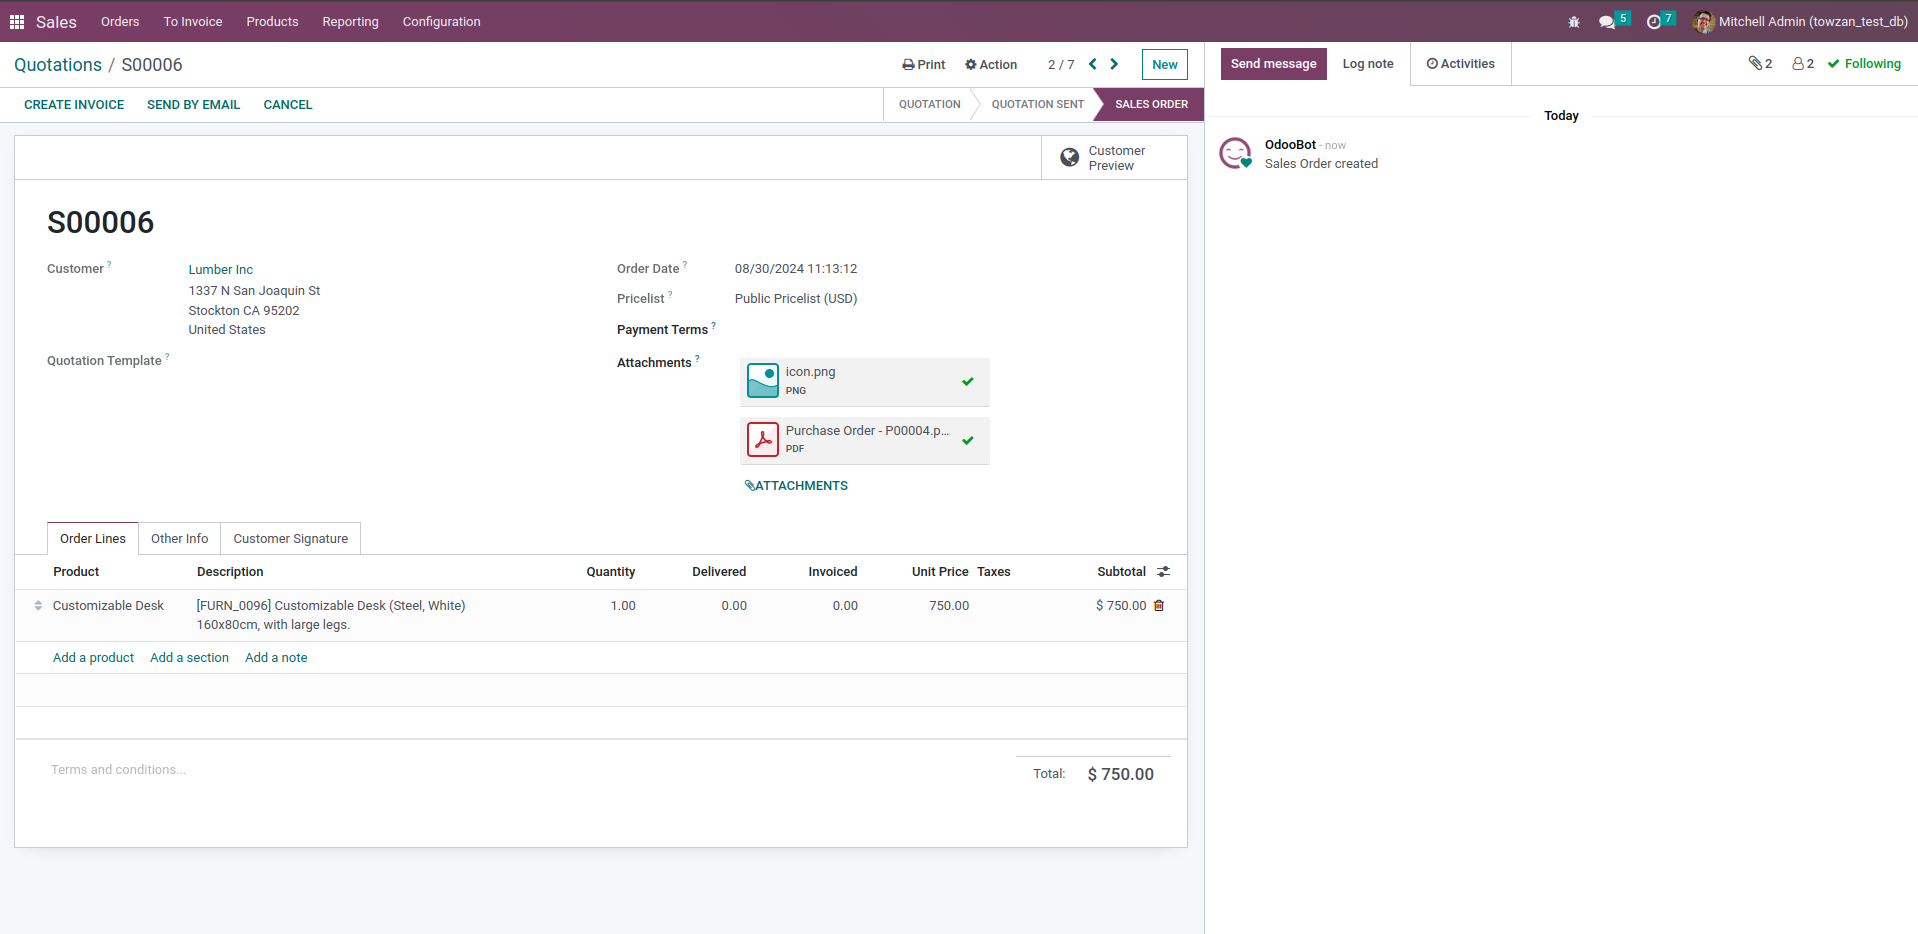 Sales Orders To Invoice Products Reporting Configuration 5 7 Mitchell Admin (towzan_test_db)
Quotations / S00006 Print Action 2 / 7 New
Send message Log note Activities 2 2 Following
CREATE INVOICE SEND BY EMAIL CANCEL QUOTATION QUOTATION SENT SALES ORDER
Today
OdooBot - now
Sales Order created
Customer
Preview
S00006
Customer ? Lumber Inc
1337 N San Joaquin St
Stockton CA 95202
United States
Quotation Template ?
Order Date ? 08/30/2024 11:13:12
Pricelist ? Public Pricelist (USD)
Payment Terms ?
Attachments ?
icon.png
PNG
Purchase Order - P00004.p...
PDF
ATTACHMENTS
Order Lines Other Info Customer Signature
Product Description Quantity Delivered Invoiced Unit Price Taxes Subtotal
Customizable Desk [FURN_0096] Customizable Desk (Steel, White) 1.00 0.00 0.00 750.00 $ 750.00
160x80cm, with large legs.
Add a product Add a section Add a note
Terms and conditions...
Total: $ 750.00